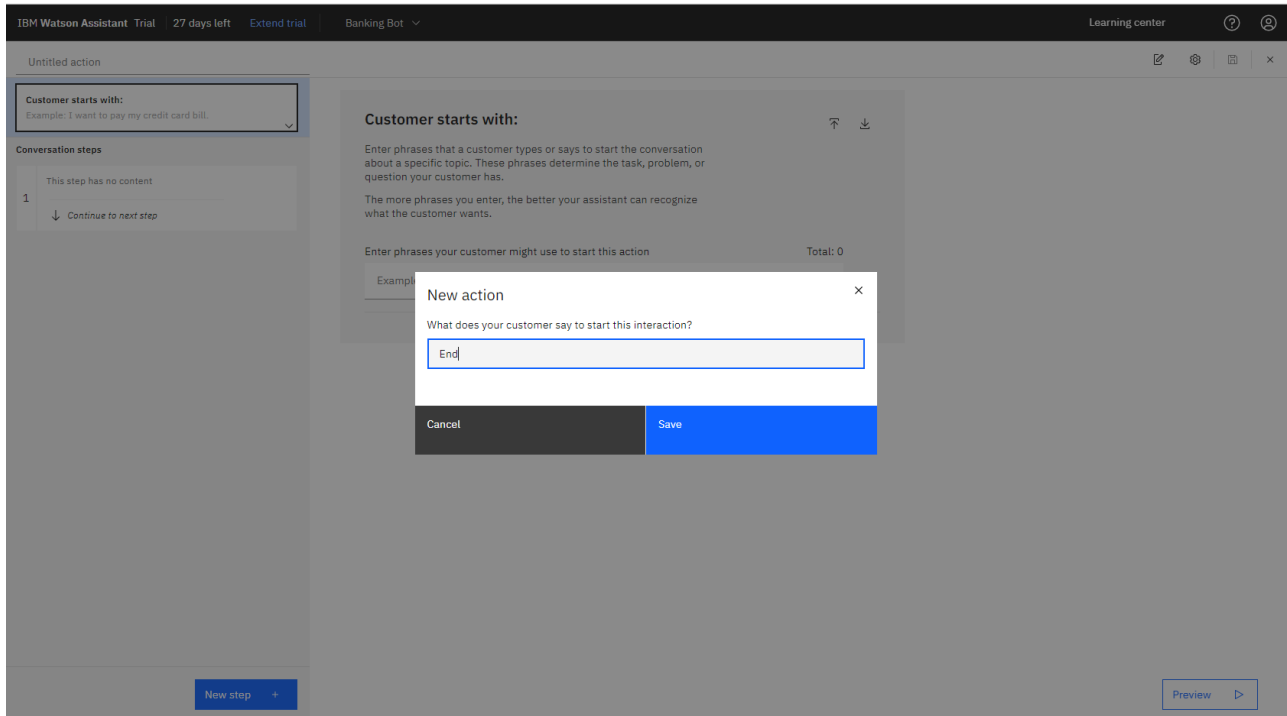 IBM Watson Assistant Trial 27 days left Extend trial Banking Bot Learning center
Untitled action
Customer starts with:
Example: I want to pay my credit card bill.
Conversation steps
1
This step has no content
Continue to next step
New step +
Customer starts with:
Enter phrases that a customer types or says to start the conversation
about a specific topic. These phrases determine the task, problem, or
question your customer has.
The more phrases you enter, the better your assistant can recognize
what the customer wants.
Enter phrases your customer might use to start this action Total: 0
Exampl
New action
What does your customer say to start this interaction?
End
Cancel Save
Preview